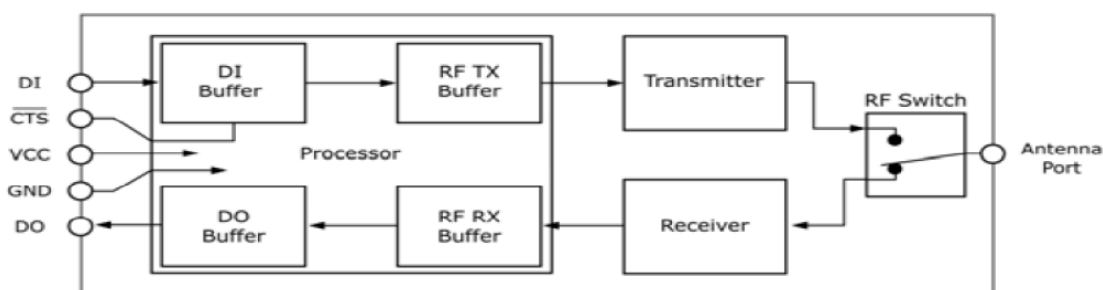 DI
CTS
VCC
GND
DO
DI
Buffer
RF TX
Buffer
Processor
DO
Buffer
RF RX
Buffer
Transmitter
Receiver
RF Switch
Antenna
Port